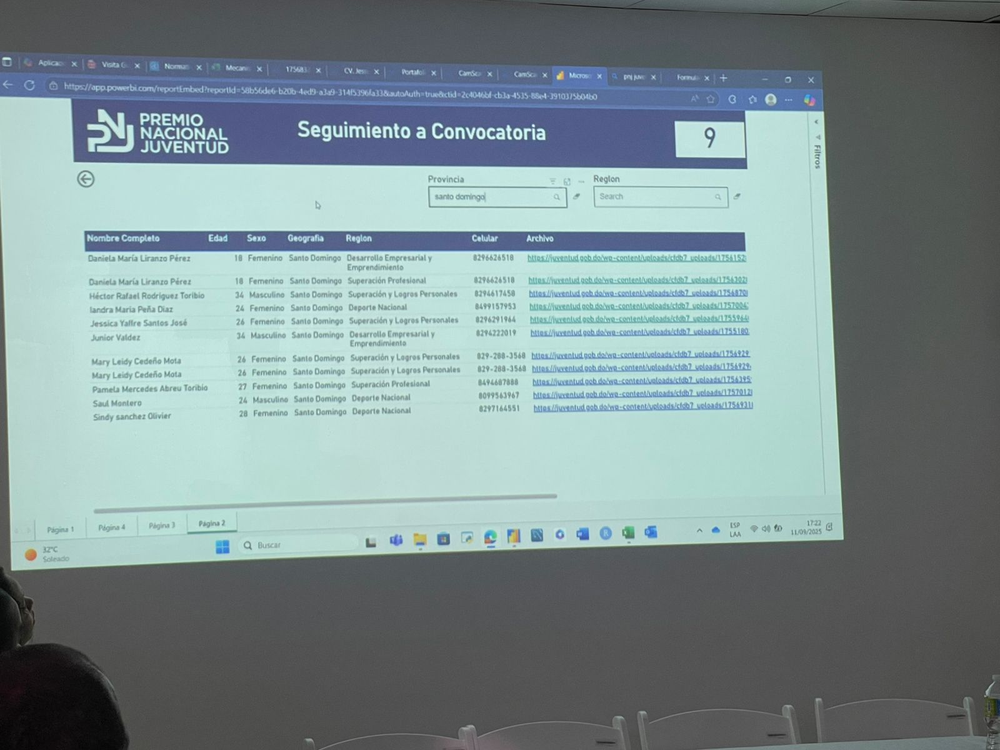 Aplicac
Visita G
Normas
Mecanis
CV. Jess
Portafoli
CamSca
CamSca
Microso
pnj juve
Formula
https://app.powerbi.com/reportEmbed?reportId=58b56de6-b20b-4ed9-a3a9-314f5396fa33&autoAuth=true&ctid=2c4046bf-cb3a-4535-88e4-3910375b04b0
PREMIO
NACIONAL
JUVENTUD
Seguimiento a Convocatoria
9
Filtros
Provincia
Region
santo domingo
Search
Nombre Completo Edad Sexo Geografia Region Celular Archivo
Daniela María Liranzo Pérez 18 Femenino Santo Domingo Desarrollo Empresarial y 8296626518 https://juventud.gob.do/wp-content/uploads/cfdb7_uploads/1756152
Emprendimiento
Daniela María Liranzo Pérez 18 Femenino Santo Domingo Superación Profesional 8296626518 https://juventud.gob.do/wp-content/uploads/cfdb7_uploads/1756302
Héctor Rafael Rodriguez Toribio 34 Masculino Santo Domingo Superación y Logros Personales 8294617458 https://juventud.gob.do/wp-content/uploads/cfdb7_uploads/1756870
Iandra Maria Peña Diaz 24 Femenino Santo Domingo Deporte Nacional 8499157953 https://juventud.gob.do/wp-content/uploads/cfdb7_uploads/1757004
Jessica Yafire Santos José 26 Femenino Santo Domingo Superación y Logros Personales 8296291964 https://juventud.gob.do/wp-content/uploads/cfdb7_uploads/1755964
Junior Valdez 34 Masculino Santo Domingo Desarrollo Empresarial y 8294222019 https://juventud.gob.do/wp-content/uploads/cfdb7_uploads/1755180
Emprendimiento
Mary Leidy Cedeño Mota 26 Femenino Santo Domingo Superación y Logros Personales 829-288-3568 https://juventud.gob.do/wp-content/uploads/cfdb7_uploads/1756929
Mary Leidy Cedeño Mota 26 Femenino Santo Domingo Superación y Logros Personales 829-288-3568 https://juventud.gob.do/wp-content/uploads/cfdb7_uploads/1756929
Pamela Mercedes Abreu Toribio 27 Femenino Santo Domingo Superación Profesional 8494687888 https://juventud.gob.do/wp-content/uploads/cfdb7_uploads/1756395
Saul Montero 24 Masculino Santo Domingo Deporte Nacional 8099563967 https://juventud.gob.do/wp-content/uploads/cfdb7_uploads/1757012
Sindy sanchez Olivier 28 Femenino Santo Domingo Deporte Nacional 8297164551 https://juventud.gob.do/wp-content/uploads/cfdb7_uploads/1756931
Página 1
Página 4
Página 3
Página 2
32°C
Soleado
Buscar
ESP
LAA
17:22
11/09/2025